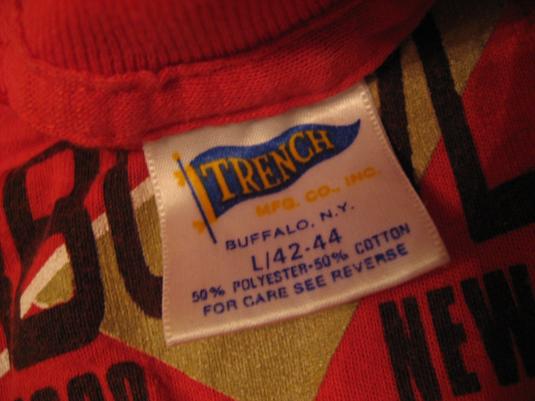 TRENCH
MFG. CO., INC.
BUFFALO, N.Y.
L/42-44
50% POLYESTER-50% COTTON
FOR CARE SEE REVERSE
NEW